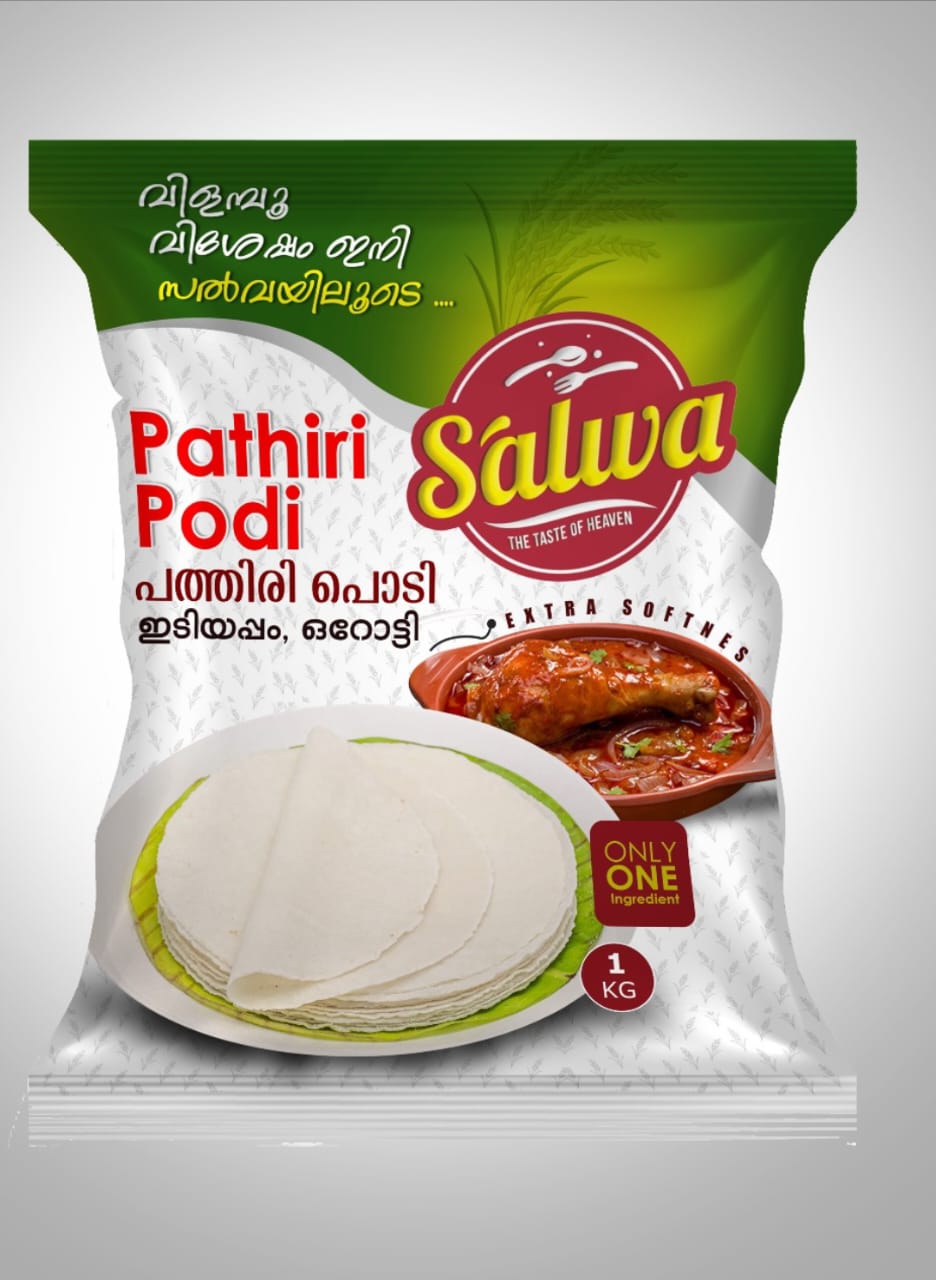 വിളമ്പൂ
വിശേഷം ഇനി
സൽവയിലൂടെ ....
Salwa
THE TASTE OF HEAVEN
Pathiri
Podi
പത്തിരി പൊടി
ഇടിയപ്പം, ഒറോട്ടി
EXTRA SOFTNES
ONLY
ONE
Ingredient
1
KG